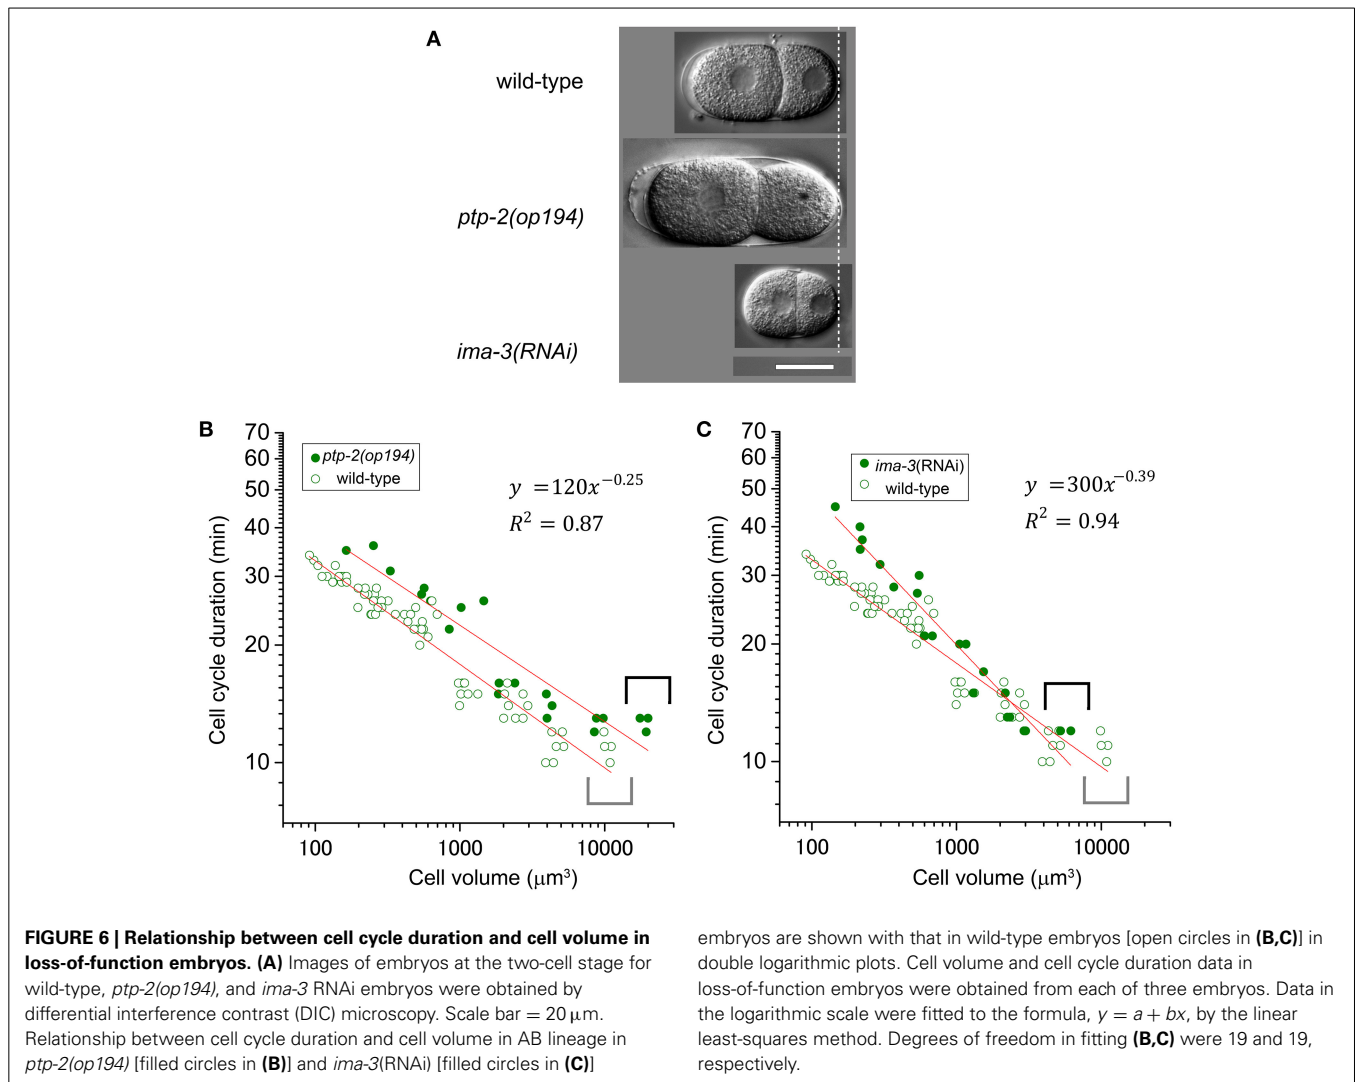 A
wild-type
ptp-2(op194)
ima-3(RNAi)
B
70
60
50
40
30
20
10
Cell cycle duration (min)
ptp-2(op194)
wild-type
y = 120x^−0.25
R² = 0.87
100
1000
10000
Cell volume (μm³)
C
70
60
50
40
30
20
10
Cell cycle duration (min)
ima-3(RNAi)
wild-type
y = 300x^−0.39
R² = 0.94
100
1000
10000
Cell volume (μm³)
FIGURE 6 | Relationship between cell cycle duration and cell volume in
loss-of-function embryos. (A) Images of embryos at the two-cell stage for
wild-type, ptp-2(op194), and ima-3 RNAi embryos were obtained by
differential interference contrast (DIC) microscopy. Scale bar = 20 μm.
Relationship between cell cycle duration and cell volume in AB lineage in
ptp-2(op194) [filled circles in (B)] and ima-3(RNAi) [filled circles in (C)]
embryos are shown with that in wild-type embryos [open circles in (B,C)] in
double logarithmic plots. Cell volume and cell cycle duration data in
loss-of-function embryos were obtained from each of three embryos. Data in
the logarithmic scale were fitted to the formula, y = a + bx, by the linear
least-squares method. Degrees of freedom in fitting (B,C) were 19 and 19,
respectively.